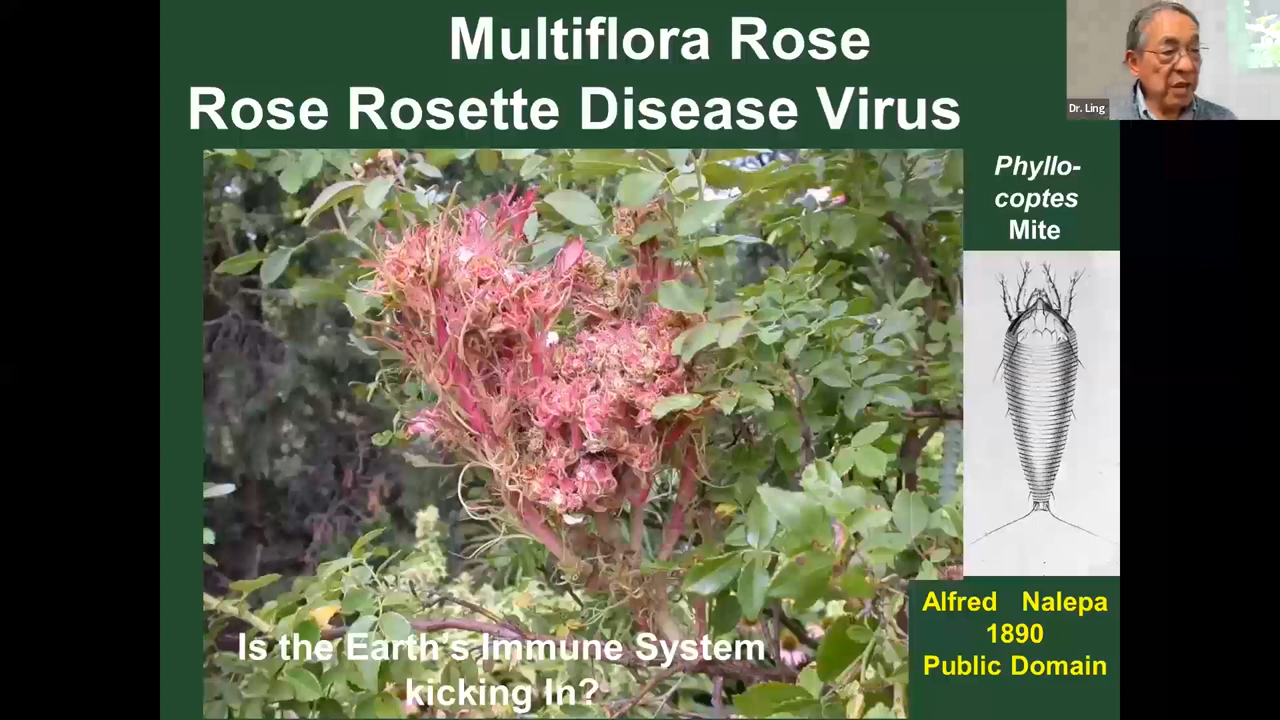 Multiflora Rose
Rose Rosette Disease Virus
Dr. Ling
Phyllo-
coptes
Mite
Is the Earth's Immune System
kicking In?
Alfred Nalepa
1890
Public Domain